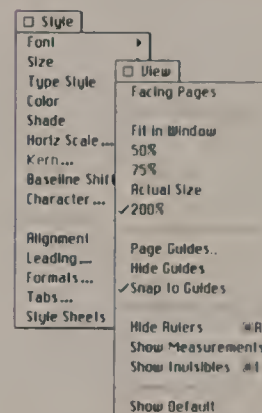 Style
Font
Size
Type Style
Color
Shade
Horiz Scale...
Kern...
Baseline Shif
Character...
Alignment
Leading...
Formats...
Tabs...
Style Sheets
View
Facing Pages
Fit in Window
50%
75%
Actual Size
✓200%
Page Guides..
Hide Guides
✓Snap to Guides
Hide Rulers ⌘R
Show Measurements
Show Invisibles ⌘I
Show Default